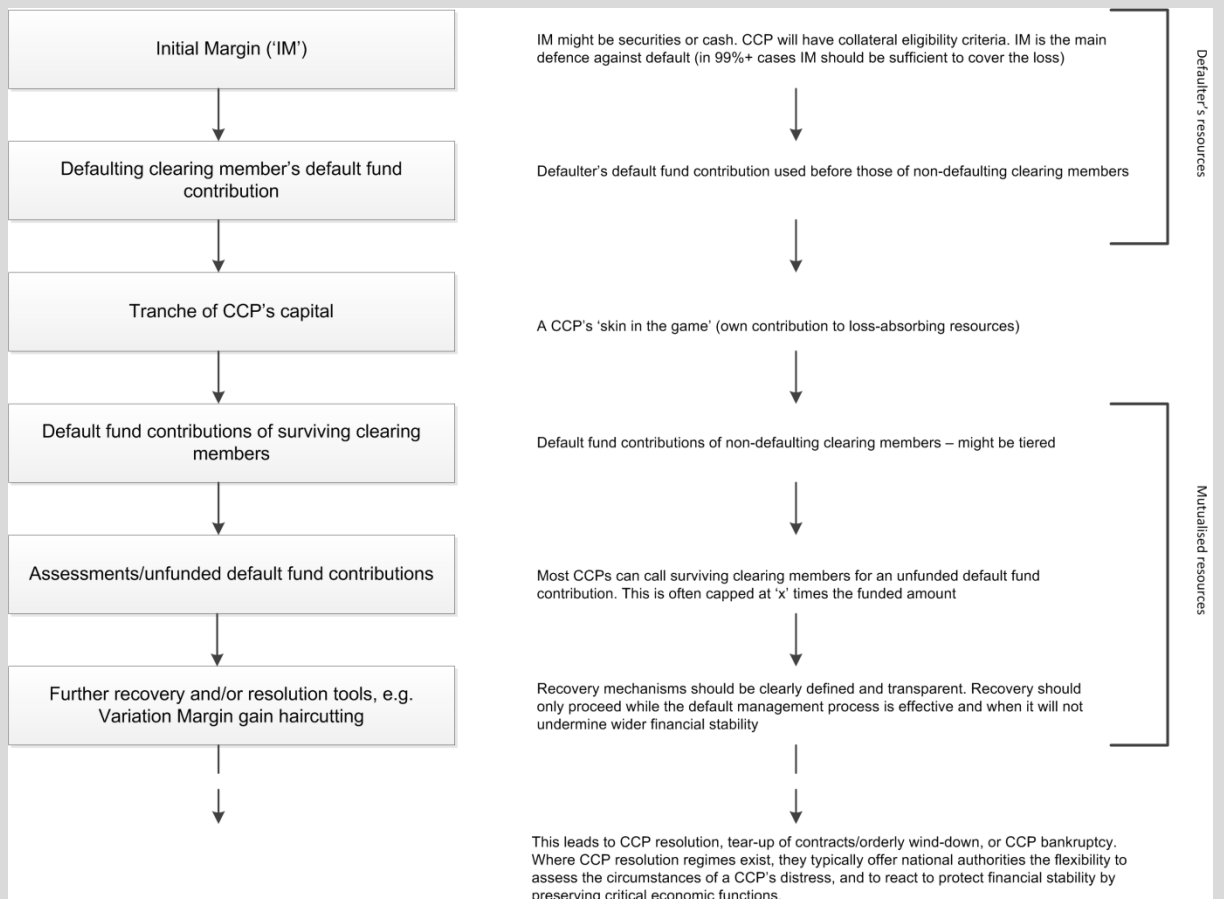 Initial Margin (‘IM’)
IM might be securities or cash. CCP will have collateral eligibility criteria. IM is the main
defence against default (in 99%+ cases IM should be sufficient to cover the loss)
Defaulter’s resources
Defaulting clearing member’s default fund
contribution
Defaulter’s default fund contribution used before those of non-defaulting clearing members
Tranche of CCP’s capital
A CCP’s ‘skin in the game’ (own contribution to loss-absorbing resources)
Default fund contributions of surviving clearing
members
Default fund contributions of non-defaulting clearing members – might be tiered
Mutualised resources
Assessments/unfunded default fund contributions
Most CCPs can call surviving clearing members for an unfunded default fund
contribution. This is often capped at ‘x’ times the funded amount
Further recovery and/or resolution tools, e.g.
Variation Margin gain haircutting
Recovery mechanisms should be clearly defined and transparent. Recovery should
only proceed while the default management process is effective and when it will not
undermine wider financial stability
This leads to CCP resolution, tear-up of contracts/orderly wind-down, or CCP bankruptcy.
Where CCP resolution regimes exist, they typically offer national authorities the flexibility to
assess the circumstances of a CCP’s distress, and to react to protect financial stability by
preserving critical economic functions.